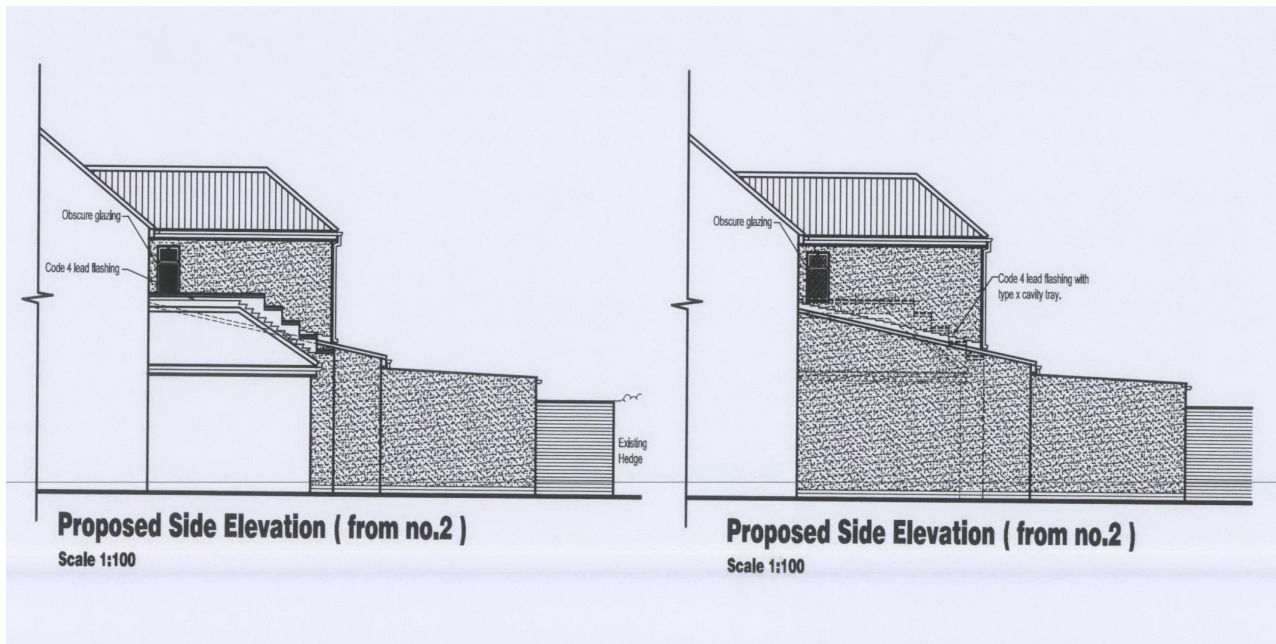 Obscure glazing
Code 4 lead flashing
Existing
Hedge
Proposed Side Elevation ( from no.2 )
Scale 1:100
Obscure glazing
Code 4 lead flashing with
type x cavity tray.
Proposed Side Elevation ( from no.2 )
Scale 1:100